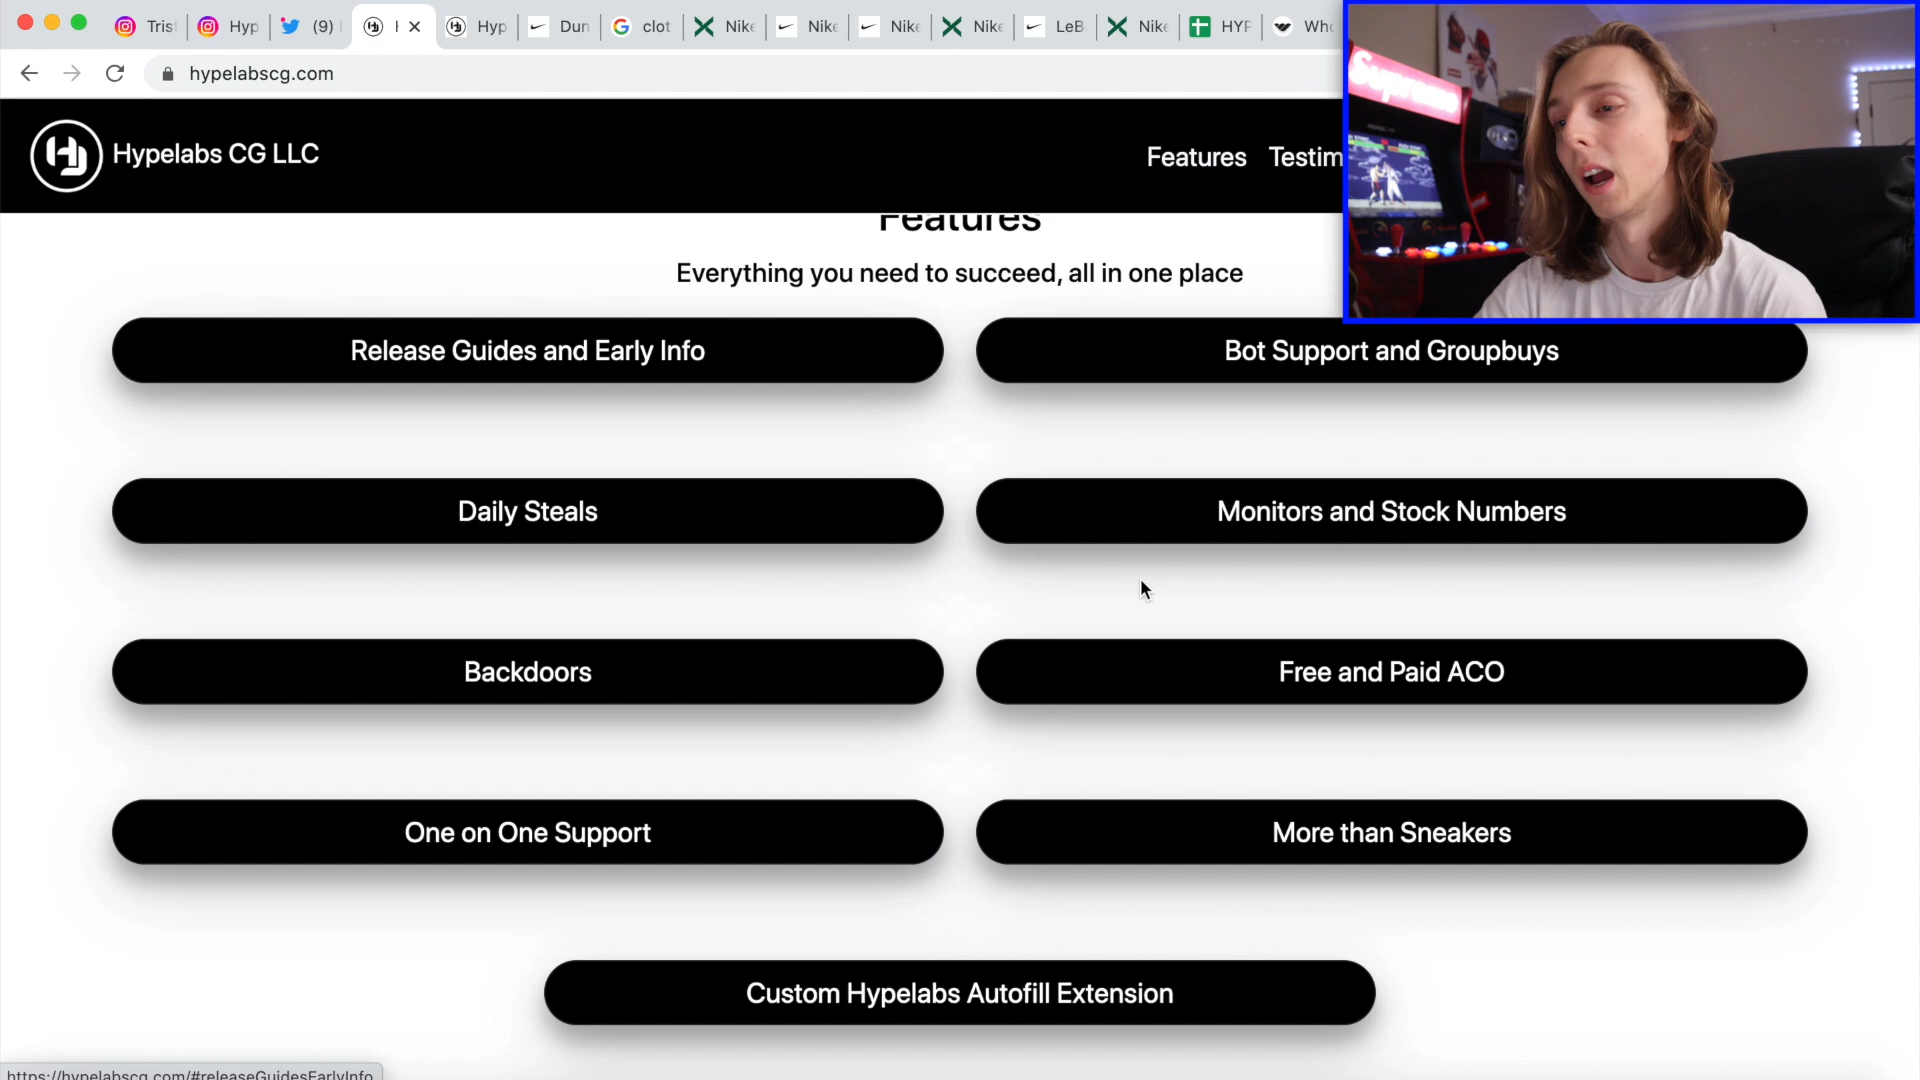 Tris
Hyp
(9)
H
Hyp
Dun
clot
Nike
Nike
Nike
Nike
LeB
Nike
HYP
Who
hypelabscg.com
Hypelabs CG LLC
Features Testim
Supreme
Features
Everything you need to succeed, all in one place
Release Guides and Early Info
Bot Support and Groupbuys
Daily Steals
Monitors and Stock Numbers
Backdoors
Free and Paid ACO
One on One Support
More than Sneakers
Custom Hypelabs Autofill Extension
https://hypelabscg.com/#releaseGuidesEarlyInfo